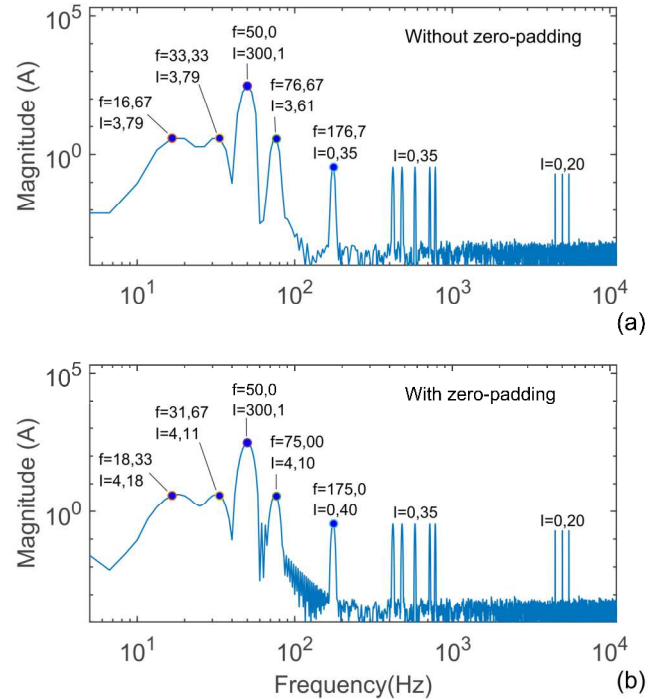 Without zero-padding
f=50,0
I=300,1
f=33,33
I=3,79
f=16,67
I=3,79
f=76,67
I=3,61
f=176,7
I=0,35
I=0,35
I=0,20
Magnitude (A)
10^5
10^0
10^1
10^2
10^3
10^4
(a)
With zero-padding
f=50,0
I=300,1
f=31,67
I=4,11
f=18,33
I=4,18
f=75,00
I=4,10
f=175,0
I=0,40
I=0,35
I=0,20
Magnitude (A)
10^5
10^0
10^1
10^2
10^3
10^4
Frequency(Hz)
(b)